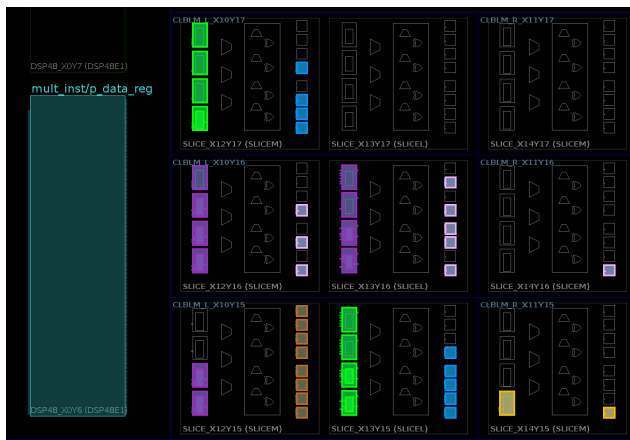 CLBLM_L_X10Y17
CLBLM_R_X11Y17
DSP48_X0Y7 (DSP48E1)
mult_inst/p_data_reg
SLICE_X12Y17 (SLICEM)
SLICE_X13Y17 (SLICEL)
SLICE_X14Y17 (SLICEM)
CLBLM_L_X10Y16
CLBLM_R_X11Y16
SLICE_X12Y16 (SLICEM)
SLICE_X13Y16 (SLICEL)
SLICE_X14Y16 (SLICEM)
CLBLM_L_X10Y15
CLBLM_R_X11Y15
DSP48_X0Y6 (DSP48E1)
SLICE_X12Y15 (SLICEM)
SLICE_X13Y15 (SLICEL)
SLICE_X14Y15 (SLICEM)